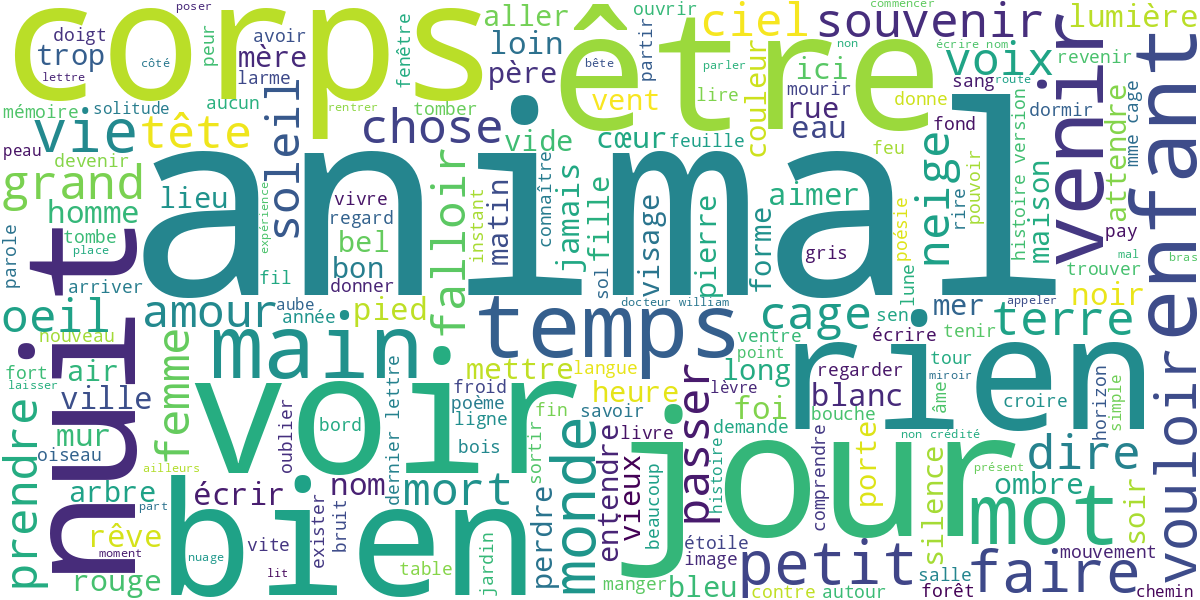 corps
être
animal
nuit
voir
bien
jour
rien
temps
main
enfant
venir
vouloir
mot
faire
petit
monde
vie
tête
chose
grand
souvenir
voix
ciel
lumière
aller
loin
père
mère
trop
doigt
avoir
peur
poser
lettre
côté
larme
fenêtre
ouvrir
partir
bête
vent
tomber
rentrer
mémoire
solitude
aucun
peau
devenir
soleil
vide
cœur
feuille
lire
parler
couleur
ici
mourir
rue
eau
non
commencer
écrire nom
revenir
sang
route
donne
dormir
fond
feu
neige
rire
pouvoir
poésie
histoire version
maison
attendre
mme cage
lieu
homme
tombe
place
parole
arriver
expérience
fil
vivre
regard
bel
bon
donner
falloir
instant
matin
connaître
jamais
fille
sol
visage
pierre
forme
aimer
gris
lune
pay
mal
bras
trouver
noir
appeler
oeil
amour
aube
année
pied
docteur william
cage
sen
mer
écrire
tenir
terre
nouveau
fort
laisser
air
ville
femme
mettre
langue
heure
ventre
point
long
lèvre
regarder
blanc
tour
miroir
âme
croire
horizon
simple
prendre
mur
oiseau
ailleurs
arbre
rêve
moment
part
rouge
oublier
bord
froid
poème
ligne
bois
fin
savoir
sortir
dernier lettre
livre
passer
foi
demande
bouche
non crédité
comprendre
porte
dire
ombre
présent
silence
soir
écrir
nom
mort
nuage
vite
lit
exister
bruit
table
jardin
perdre
entendre
vieux
beaucoup
histoire
manger
étoile
image
bleu
contre
autour
salle
forêt
mouvement
chemin